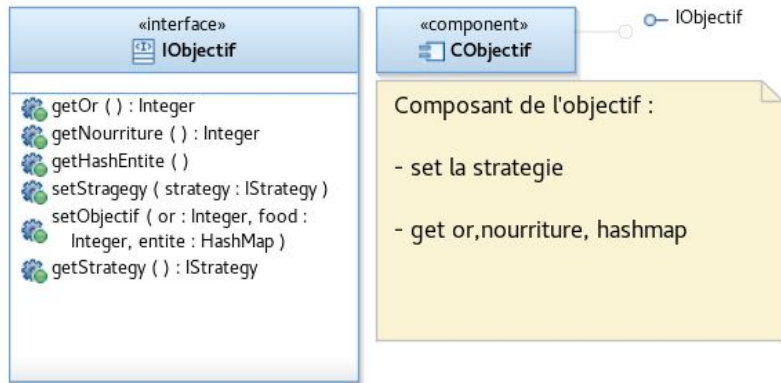 «interface»
IObjectif
getOr ( ) : Integer
getNourriture ( ) : Integer
getHashEntite ( )
setStragegy ( strategy : IStrategy )
setObjectif ( or : Integer, food :
Integer, entite : HashMap )
getStrategy ( ) : IStrategy
«component»
CObjectif
IObjectif
Composant de l'objectif :
- set la strategie
- get or,nourriture, hashmap